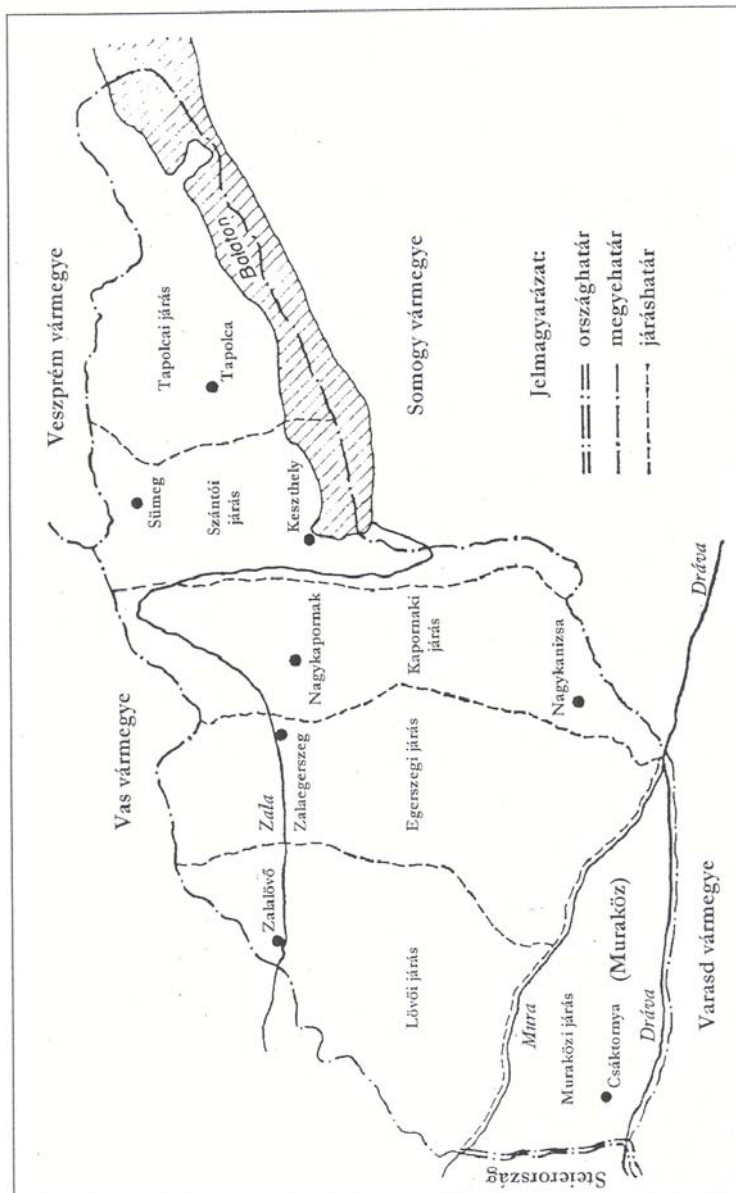 Veszprém vármegye
Vas vármegye
Somogy vármegye
Varasd vármegye
Steierország
Balaton
Tapolcai járás
Tapolca
Sümeg
Szántói
járás
Keszthely
Nagykapornak
Kapornaki
járás
Nagykanizsa
Zala
Zalaegerszeg
Egerszegi járás
Zalalövő
Lövői járás
Mura
Muraközi járás
Csáktornya
(Muraköz)
Dráva
Dráva
Jelmagyarázat:
országhatár
megyehatár
járáshatár